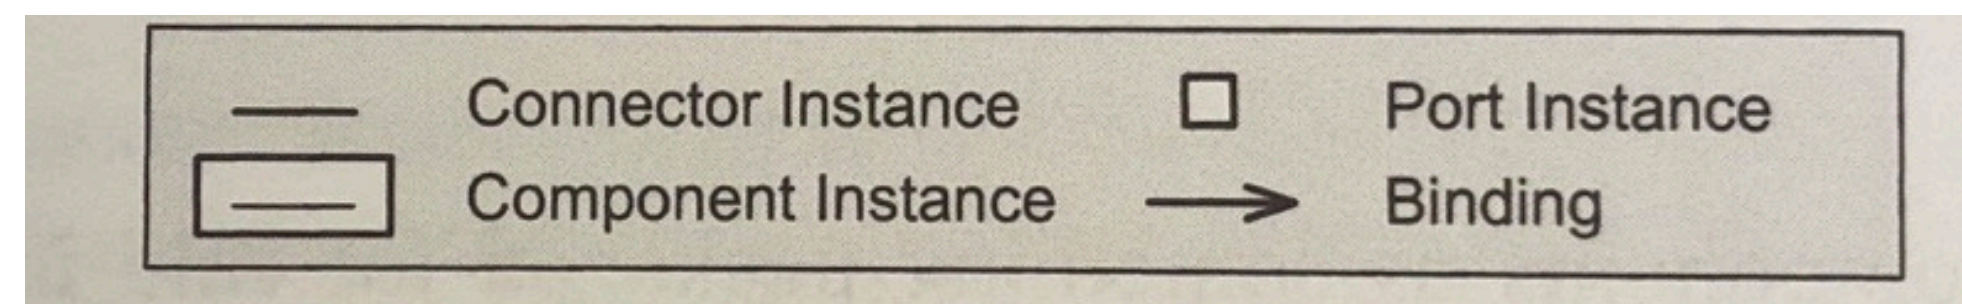 Connector Instance
Port Instance
Component Instance
Binding